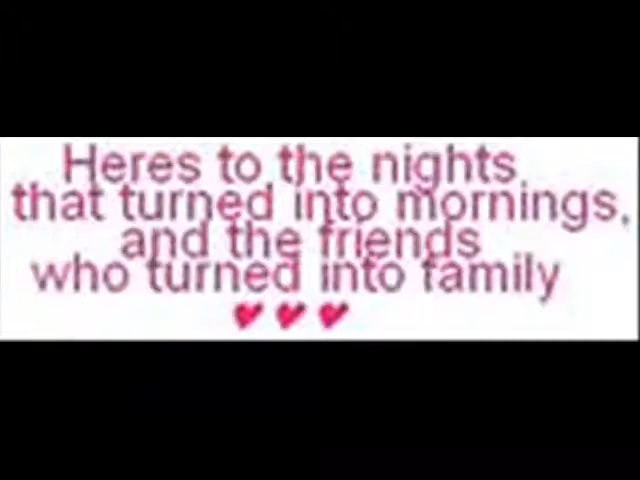 Heres to the nights
that turned into mornings,
and the friends
who turned into family